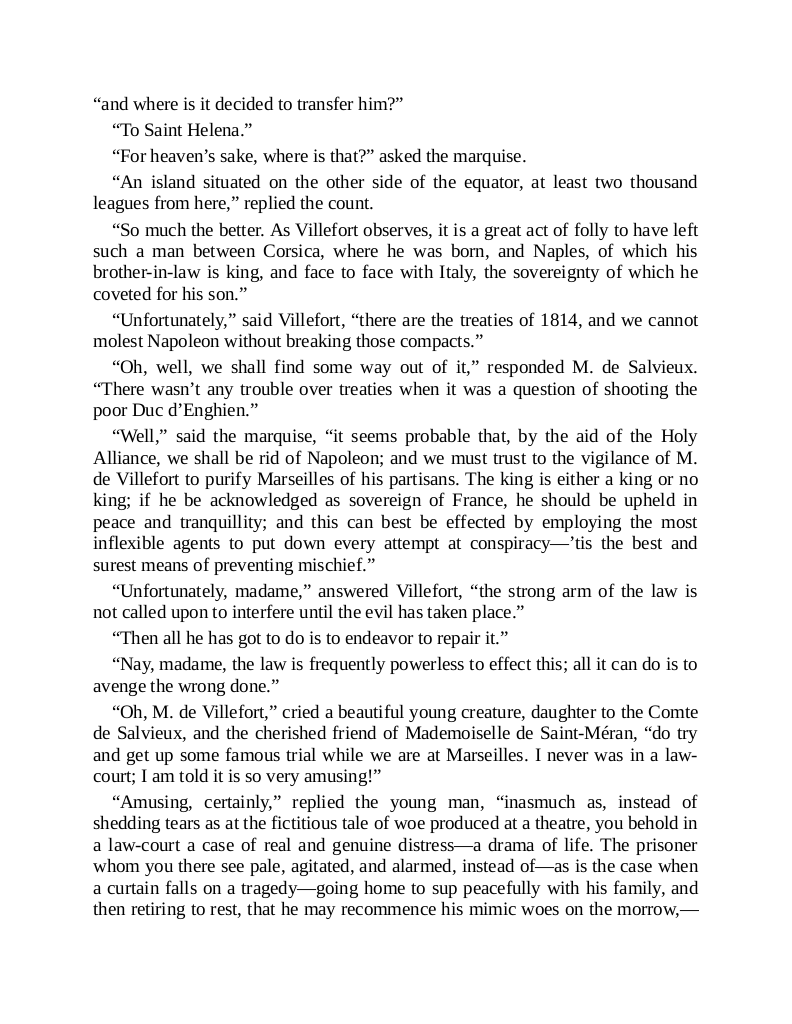 “and where is it decided to transfer him?”
“To Saint Helena.”
“For heaven’s sake, where is that?” asked the marquise.
“An island situated on the other side of the equator, at least two thousand
leagues from here,” replied the count.
“So much the better. As Villefort observes, it is a great act of folly to have left
such a man between Corsica, where he was born, and Naples, of which his
brother-in-law is king, and face to face with Italy, the sovereignty of which he
coveted for his son.”
“Unfortunately,” said Villefort, “there are the treaties of 1814, and we cannot
molest Napoleon without breaking those compacts.”
“Oh, well, we shall find some way out of it,” responded M. de Salvieux.
“There wasn’t any trouble over treaties when it was a question of shooting the
poor Duc d’Enghien.”
“Well,” said the marquise, “it seems probable that, by the aid of the Holy
Alliance, we shall be rid of Napoleon; and we must trust to the vigilance of M.
de Villefort to purify Marseilles of his partisans. The king is either a king or no
king; if he be acknowledged as sovereign of France, he should be upheld in
peace and tranquillity; and this can best be effected by employing the most
inflexible agents to put down every attempt at conspiracy—’tis the best and
surest means of preventing mischief.”
“Unfortunately, madame,” answered Villefort, “the strong arm of the law is
not called upon to interfere until the evil has taken place.”
“Then all he has got to do is to endeavor to repair it.”
“Nay, madame, the law is frequently powerless to effect this; all it can do is to
avenge the wrong done.”
“Oh, M. de Villefort,” cried a beautiful young creature, daughter to the Comte
de Salvieux, and the cherished friend of Mademoiselle de Saint-Méran, “do try
and get up some famous trial while we are at Marseilles. I never was in a law-
court; I am told it is so very amusing!”
“Amusing, certainly,” replied the young man, “inasmuch as, instead of
shedding tears as at the fictitious tale of woe produced at a theatre, you behold in
a law-court a case of real and genuine distress—a drama of life. The prisoner
whom you there see pale, agitated, and alarmed, instead of—as is the case when
a curtain falls on a tragedy—going home to sup peacefully with his family, and
then retiring to rest, that he may recommence his mimic woes on the morrow,—